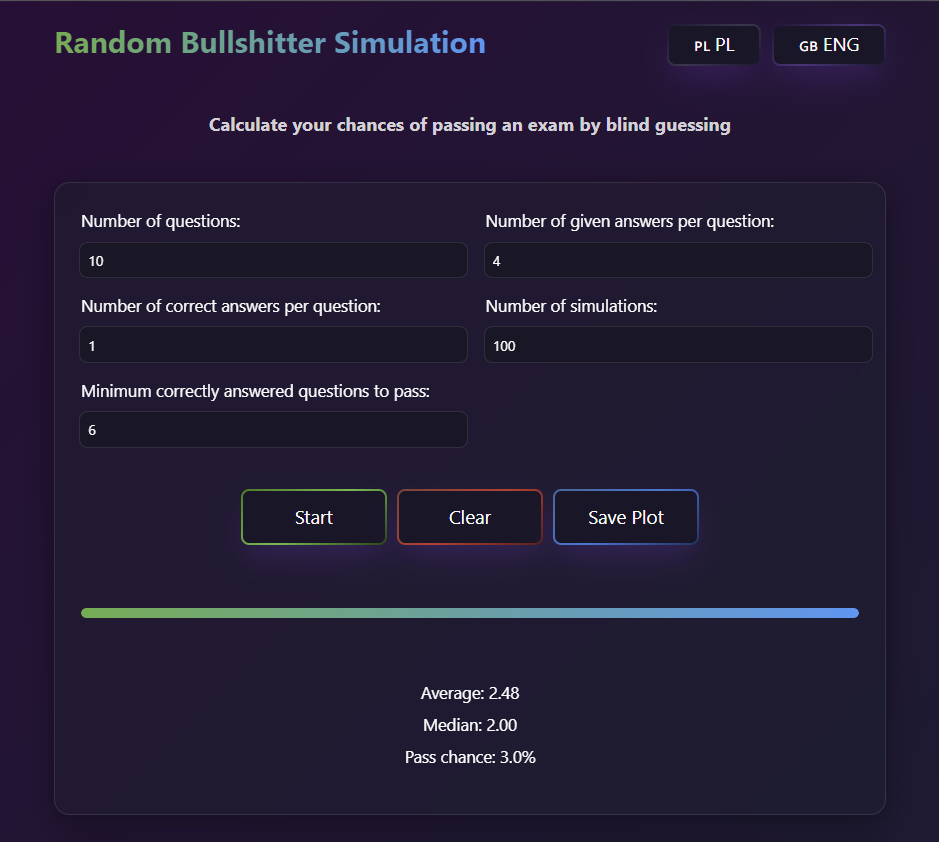 Random Bullshitter Simulation
PL PL
GB ENG
Calculate your chances of passing an exam by blind guessing
Number of questions:
Number of given answers per question:
10
4
Number of correct answers per question:
Number of simulations:
1
100
Minimum correctly answered questions to pass:
6
Start
Clear
Save Plot
Average: 2.48
Median: 2.00
Pass chance: 3.0%